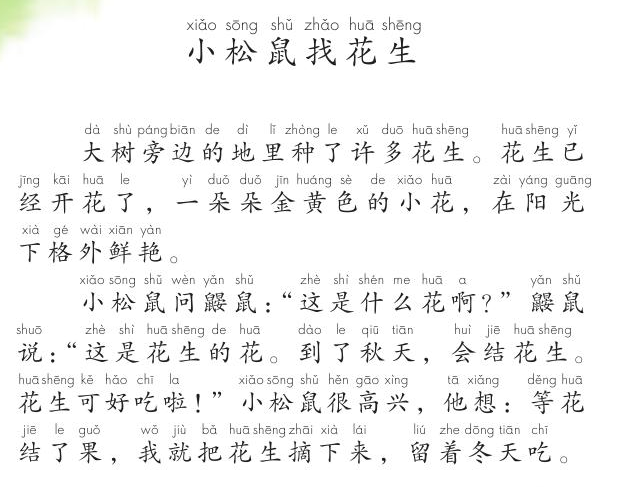 xiǎo sōng shǔ zhǎo huā shēng
小松鼠找花生
dà shù páng biān de dì lǐ zhòng le xǔ duō huā shēng huā shēng yǐ
大树旁边的地里种了许多花生。花生已
jīng kāi huā le yì duǒ duǒ jīn huáng sè de xiǎo huā zài yáng guāng
经开花了，一朵朵金黄色的小花，在阳光
xià gé wài xiān yàn
下格外鲜艳。
xiǎo sōng shǔ wèn yǎn shǔ zhè shì shén me huā a yǎn shǔ
小松鼠问鼹鼠：“这是什么花啊？”鼹鼠
shuō zhè shì huā shēng de huā dào le qiū tiān huì jiē huā shēng
说：“这是花生的花。到了秋天，会结花生。
huā shēng kě hǎo chī la xiǎo sōng shǔ hěn gāo xìng tā xiǎng děng huā
花生可好吃啦！”小松鼠很高兴，他想：等花
jiē le guǒ wǒ jiù bǎ huā shēng zhāi xià lái liú zhe dōng tiān chī
结了果，我就把花生摘下来，留着冬天吃。